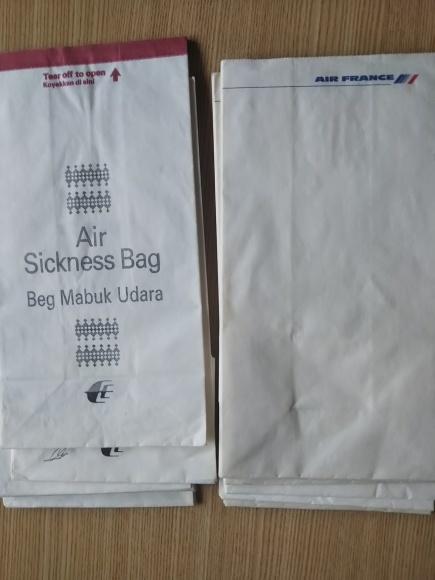 Tear off to open
Koyakkan di sini
Air
Sickness Bag
Beg Mabuk Udara
AIR FRANCE